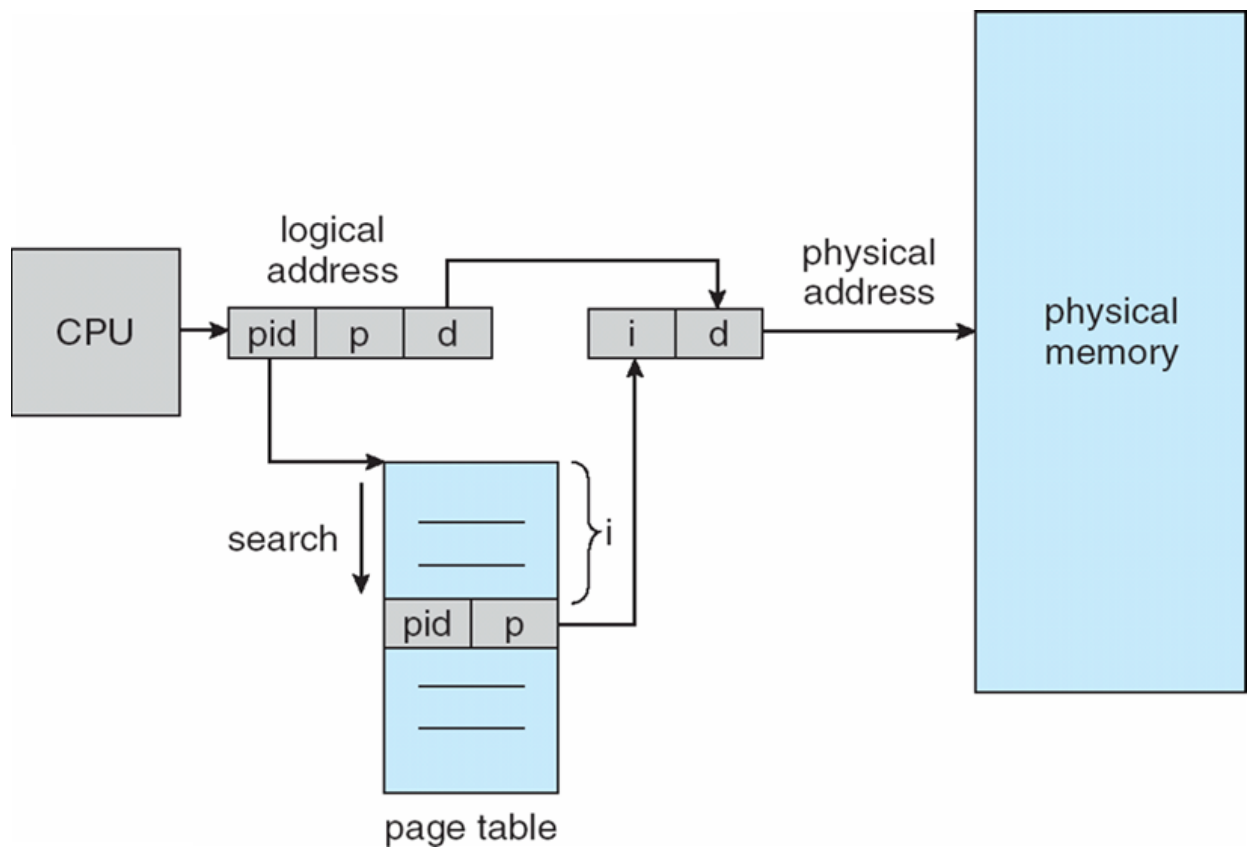 logical
address
physical
address
CPU
pid p d
i d
physical
memory
search
i
pid p
page table